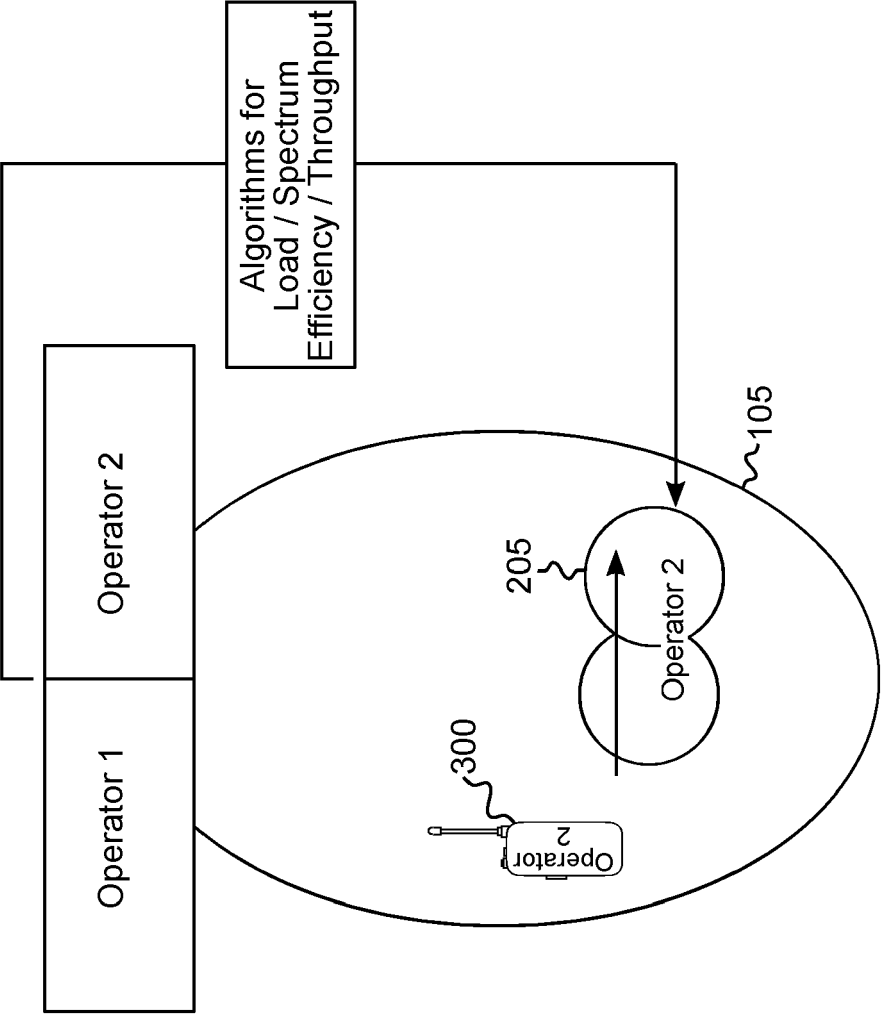 Operator 1
Operator 2
Algorithms for
Load / Spectrum
Efficiency / Throughput
300
Operator
2
205
Operator 2
105